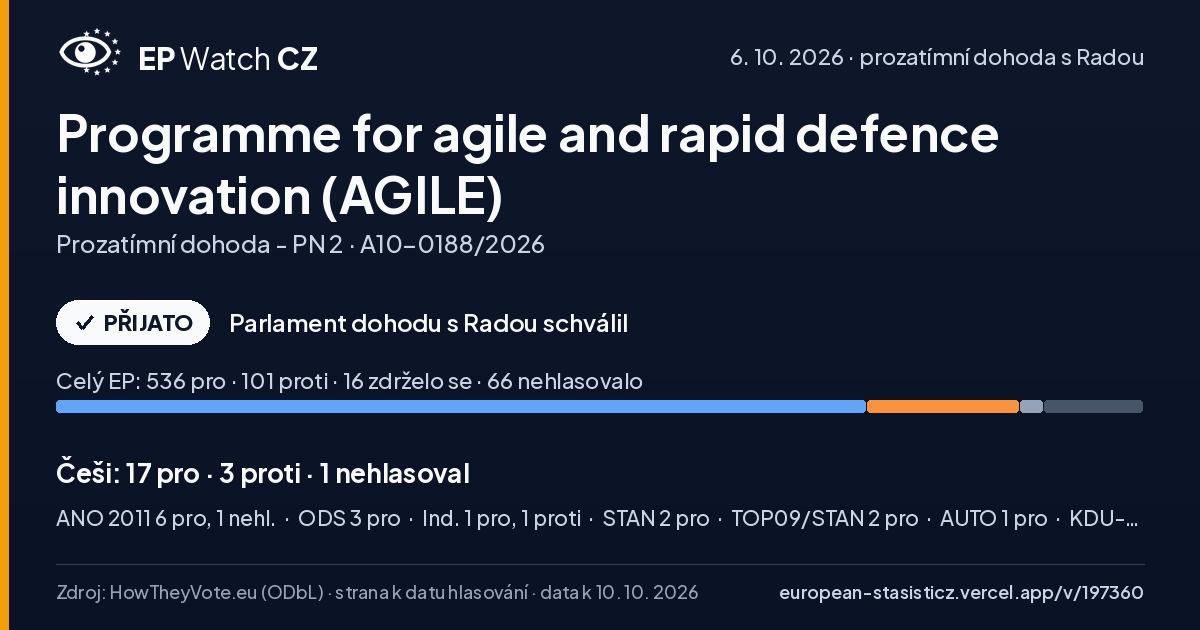 EP Watch CZ
6. 10. 2026 · prozatímní dohoda s Radou
Programme for agile and rapid defence
innovation (AGILE)
Prozatímní dohoda – PN 2 · A10–0188/2026
✓ PŘIJATO
Parlament dohodu s Radou schválil
Celý EP: 536 pro · 101 proti · 16 zdrželo se · 66 nehlasovalo
Češi: 17 pro · 3 proti · 1 nehlasoval
ANO 2011 6 pro, 1 nehl. · ODS 3 pro · Ind. 1 pro, 1 proti · STAN 2 pro · TOP09/STAN 2 pro · AUTO 1 pro · KDU-…
Zdroj: HowTheyVote.eu (ODbL) · strana k datu hlasování · data k 10. 10. 2026
european-stasisticz.vercel.app/v/197360